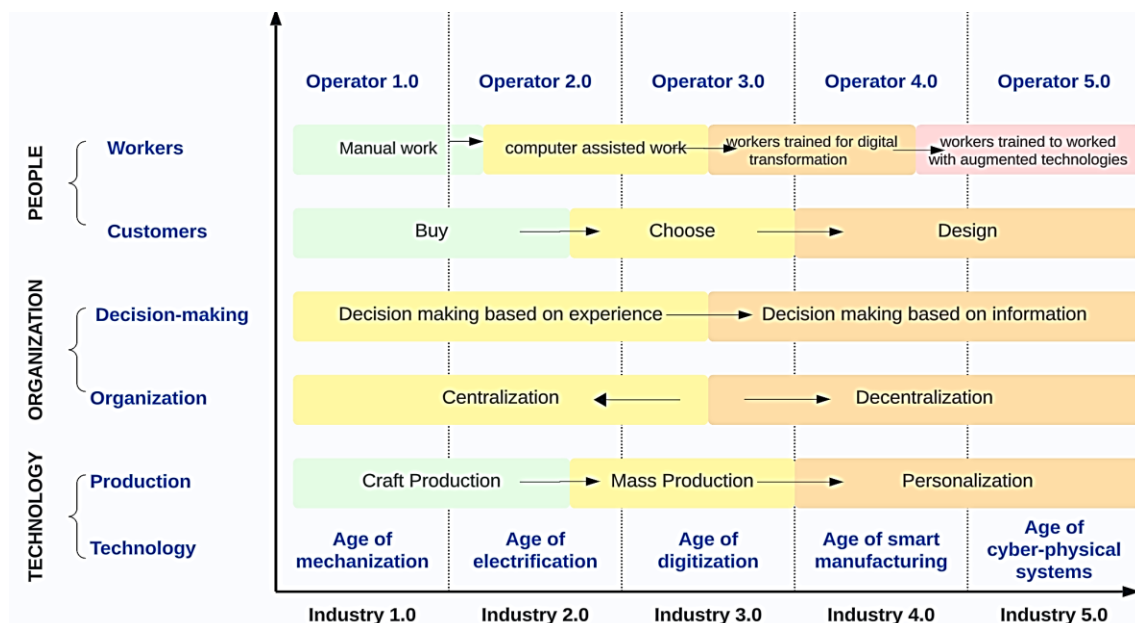 Operator 1.0
Operator 2.0
Operator 3.0
Operator 4.0
Operator 5.0
PEOPLE
Workers
Manual work
computer assisted work
workers trained for digital
transformation
workers trained to worked
with augmented technologies
Customers
Buy
Choose
Design
ORGANIZATION
Decision-making
Decision making based on experience
Decision making based on information
Organization
Centralization
Decentralization
TECHNOLOGY
Production
Craft Production
Mass Production
Personalization
Technology
Age of
mechanization
Age of
electrification
Age of
digitization
Age of smart
manufacturing
Age of
cyber-physical
systems
Industry 1.0
Industry 2.0
Industry 3.0
Industry 4.0
Industry 5.0